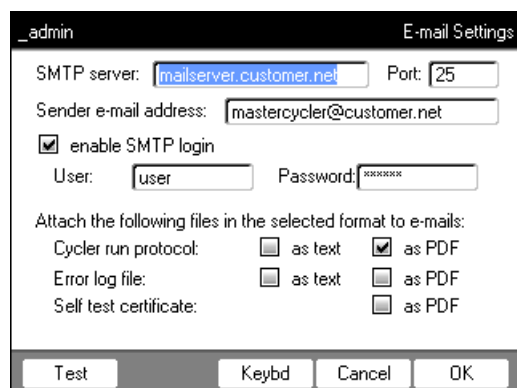 _admin E-mail Settings
SMTP server: mailserver.customer.net Port: 25
Sender e-mail address: mastercycler@customer.net
enable SMTP login
User: user Password: ******
Attach the following files in the selected format to e-mails:
Cycler run protocol: as text as PDF
Error log file: as text as PDF
Self test certificate: as PDF
Test Keybd Cancel OK